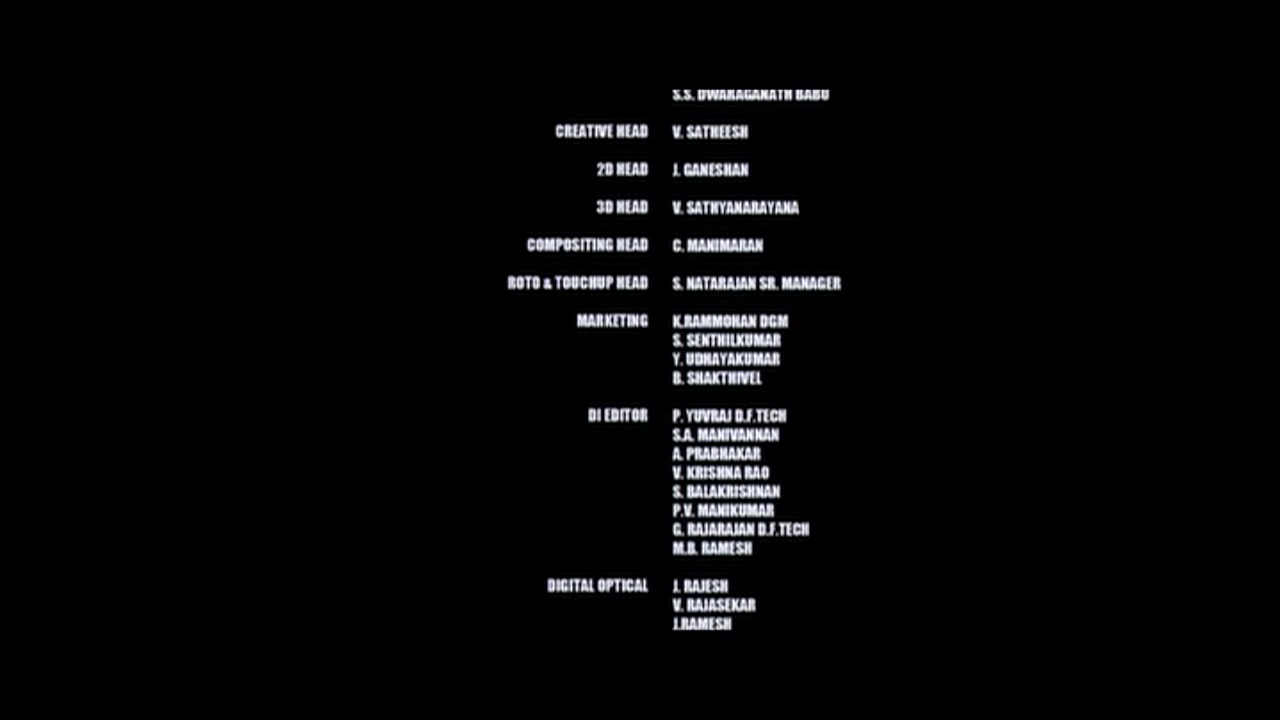 S.S. DWARAGANATH BABU
CREATIVE HEAD V. SATHEESH
2D HEAD J. GANESHAN
3D HEAD V. SATHYANARAYANA
COMPOSITING HEAD C. MANIMARAN
ROTO & TOUCHUP HEAD S. NATARAJAN SR. MANAGER
MARKETING K.RAMMOHAN DGM
S. SENTHILKUMAR
Y. UDHAYAKUMAR
B. SHAKTHIVEL
DI EDITOR P. YUVRAJ D.F.TECH
S.A. MANIVANNAN
A. PRABHAKAR
V. KRISHNA RAO
S. BALAKRISHNAN
P.V. MANIKUMAR
G. RAJARAJAN D.F.TECH
M.B. RAMESH
DIGITAL OPTICAL J. RAJESH
V. RAJASEKAR
J.RAMESH